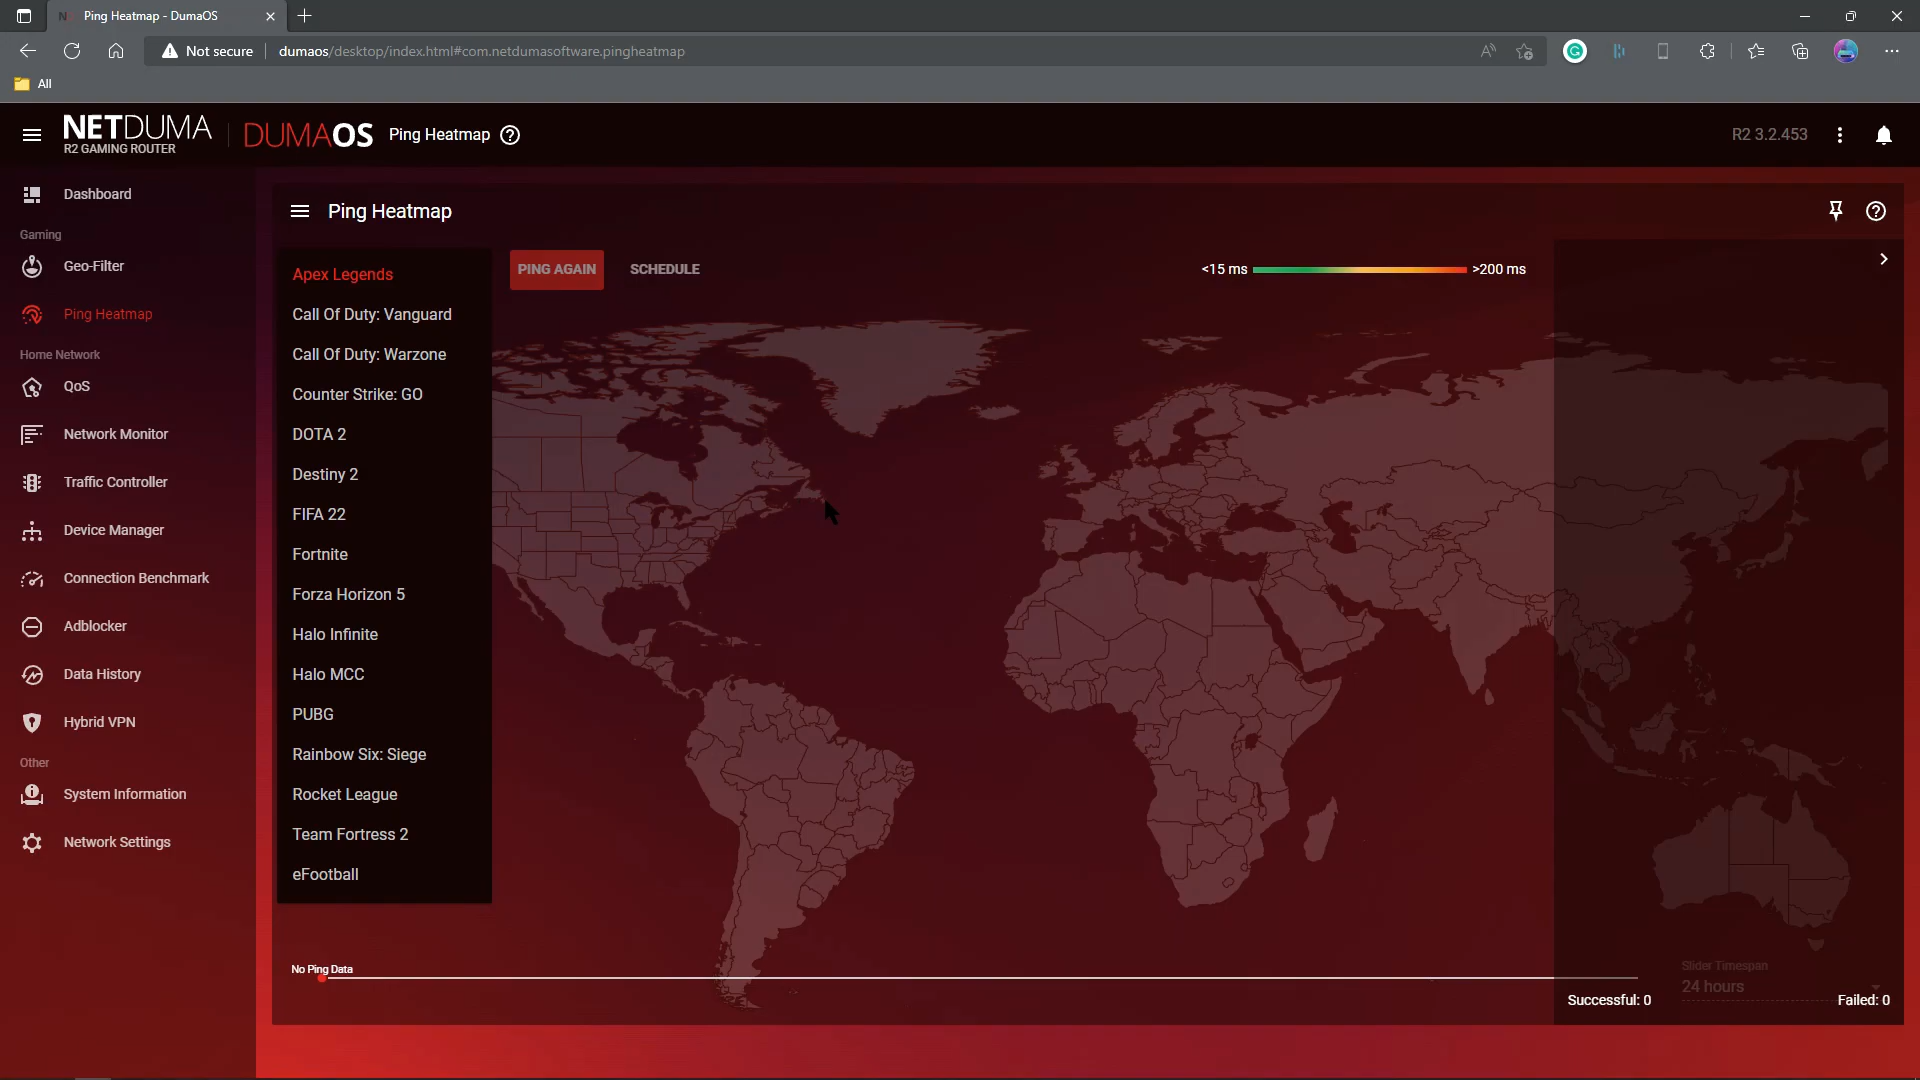 Ping Heatmap - DumaOS
Not secure
dumaos/desktop/index.html#com.netdumasoftware.pingheatmap
All
NETDUMA
R2 GAMING ROUTER
DUMAOS
Ping Heatmap
R2 3.2.453
Dashboard
Gaming
Geo-Filter
Ping Heatmap
Home Network
QoS
Network Monitor
Traffic Controller
Device Manager
Connection Benchmark
Adblocker
Data History
Hybrid VPN
Other
System Information
Network Settings
Ping Heatmap
Apex Legends
Call Of Duty: Vanguard
Call Of Duty: Warzone
Counter Strike: GO
DOTA 2
Destiny 2
FIFA 22
Fortnite
Forza Horizon 5
Halo Infinite
Halo MCC
PUBG
Rainbow Six: Siege
Rocket League
Team Fortress 2
eFootball
PING AGAIN
SCHEDULE
<15 ms
>200 ms
No Ping Data
Slider Timespan
24 hours
Successful: 0
Failed: 0